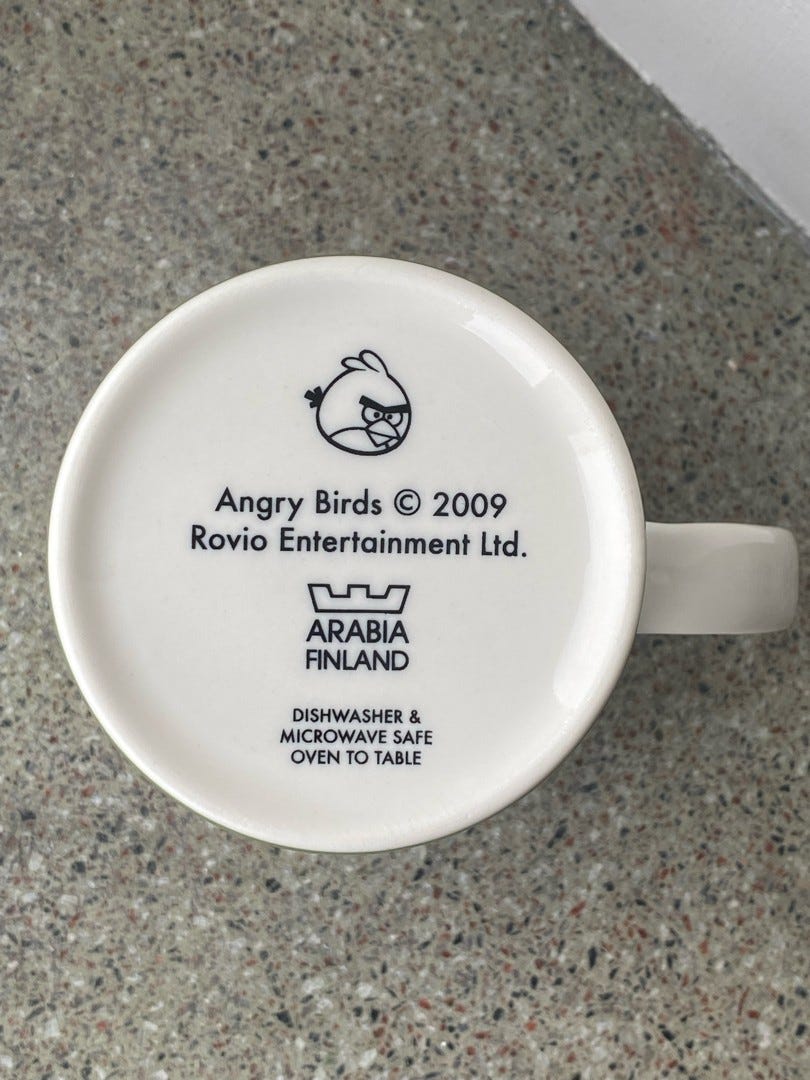 Angry Birds © 2009
Rovio Entertainment Ltd.
ARABIA
FINLAND
DISHWASHER &
MICROWAVE SAFE
OVEN TO TABLE